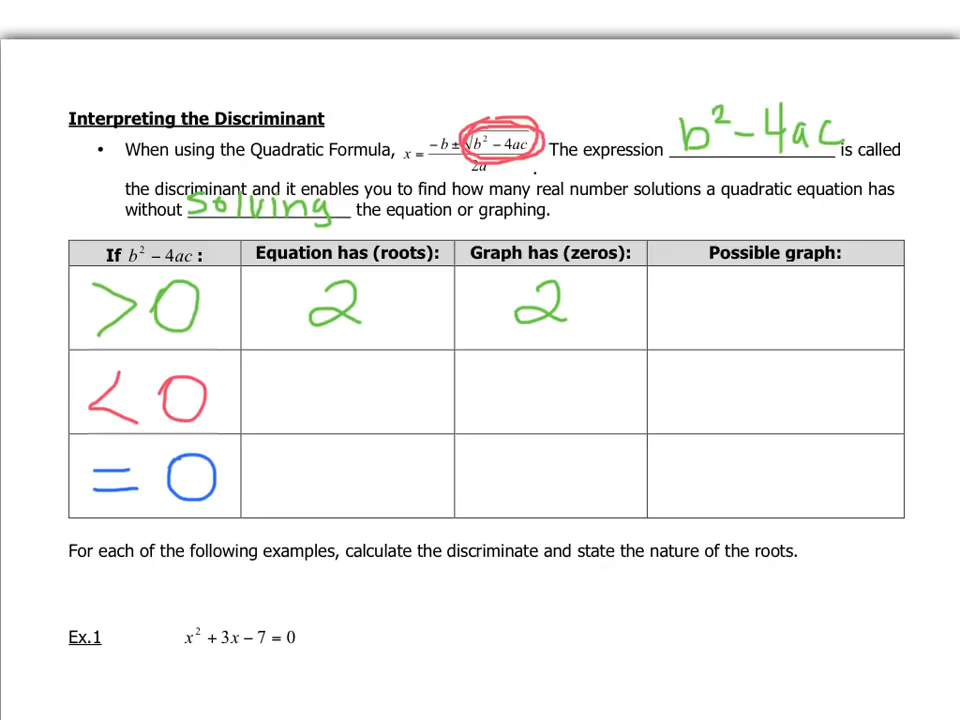 Interpreting the Discriminant
• When using the Quadratic Formula, x = (−b ± √(b² − 4ac)) / 2a . The expression b² − 4ac is called
the discriminant and it enables you to find how many real number solutions a quadratic equation has
without solving the equation or graphing.
If b² − 4ac : Equation has (roots): Graph has (zeros): Possible graph:
> 0 2 2
< 0
= 0
For each of the following examples, calculate the discriminate and state the nature of the roots.
Ex.1 x² + 3x − 7 = 0